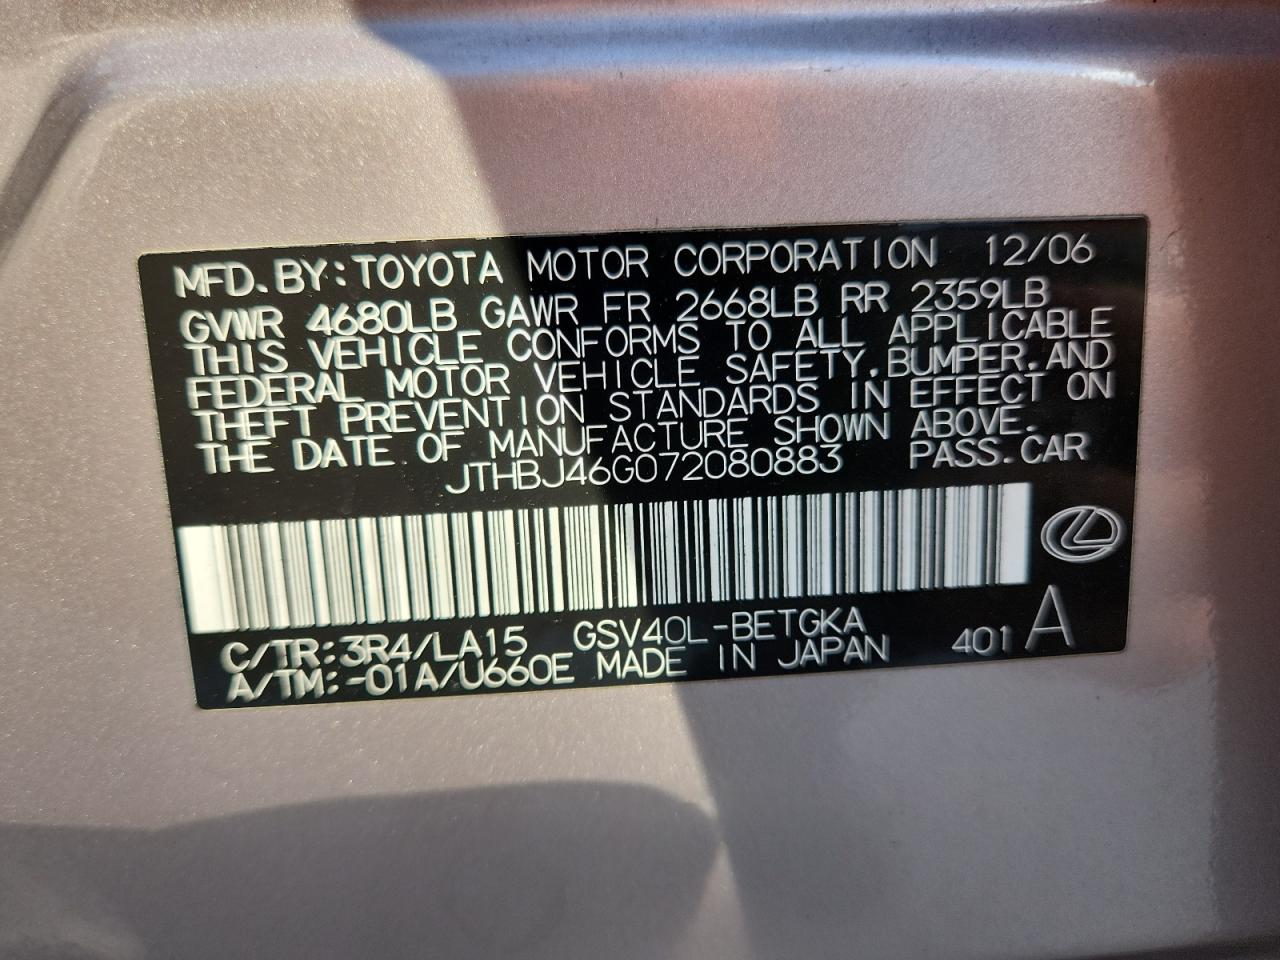 MFD. BY: TOYOTA MOTOR CORPORATION 12/06
GVWR 4680LB GAWR FR 2668LB RR 2359LB
THIS VEHICLE CONFORMS TO ALL APPLICABLE
FEDERAL MOTOR VEHICLE SAFETY, BUMPER, AND
THEFT PREVENTION STANDARDS IN EFFECT ON
THE DATE OF MANUFACTURE SHOWN ABOVE.
JTHBJ46G072080883 PASS. CAR
C/TR: 3R4/LA15 GSV40L-BETGKA
A/TM: -01A/U660E MADE IN JAPAN 401 A